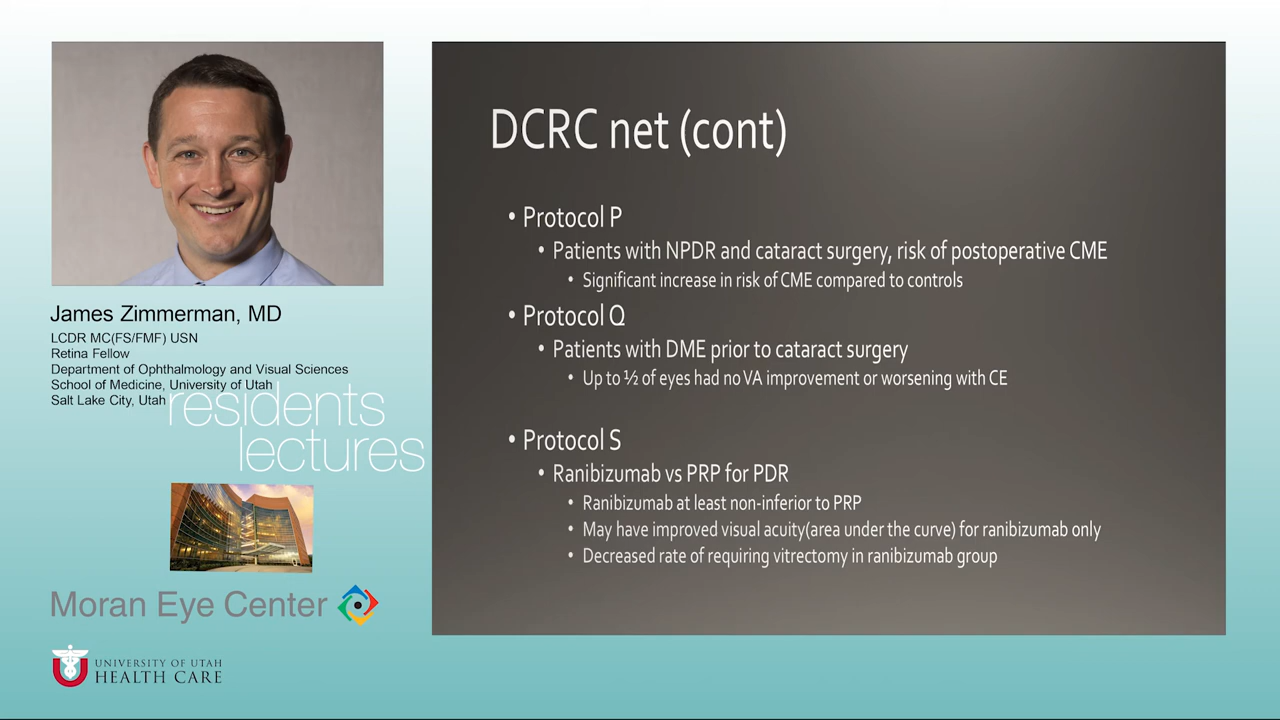 James Zimmerman, MD
LCDR MC(FS/FMF) USN
Retina Fellow
Department of Ophthalmology and Visual Sciences
School of Medicine, University of Utah
Salt Lake City, Utah
residents
lectures
Moran Eye Center
UNIVERSITY OF UTAH
HEALTH CARE
DCRC net (cont)
• Protocol P
• Patients with NPDR and cataract surgery, risk of postoperative CME
• Significant increase in risk of CME compared to controls
• Protocol Q
• Patients with DME prior to cataract surgery
• Up to ½ of eyes had no VA improvement or worsening with CE
• Protocol S
• Ranibizumab vs PRP for PDR
• Ranibizumab at least non-inferior to PRP
• May have improved visual acuity(area under the curve) for ranibizumab only
• Decreased rate of requiring vitrectomy in ranibizumab group